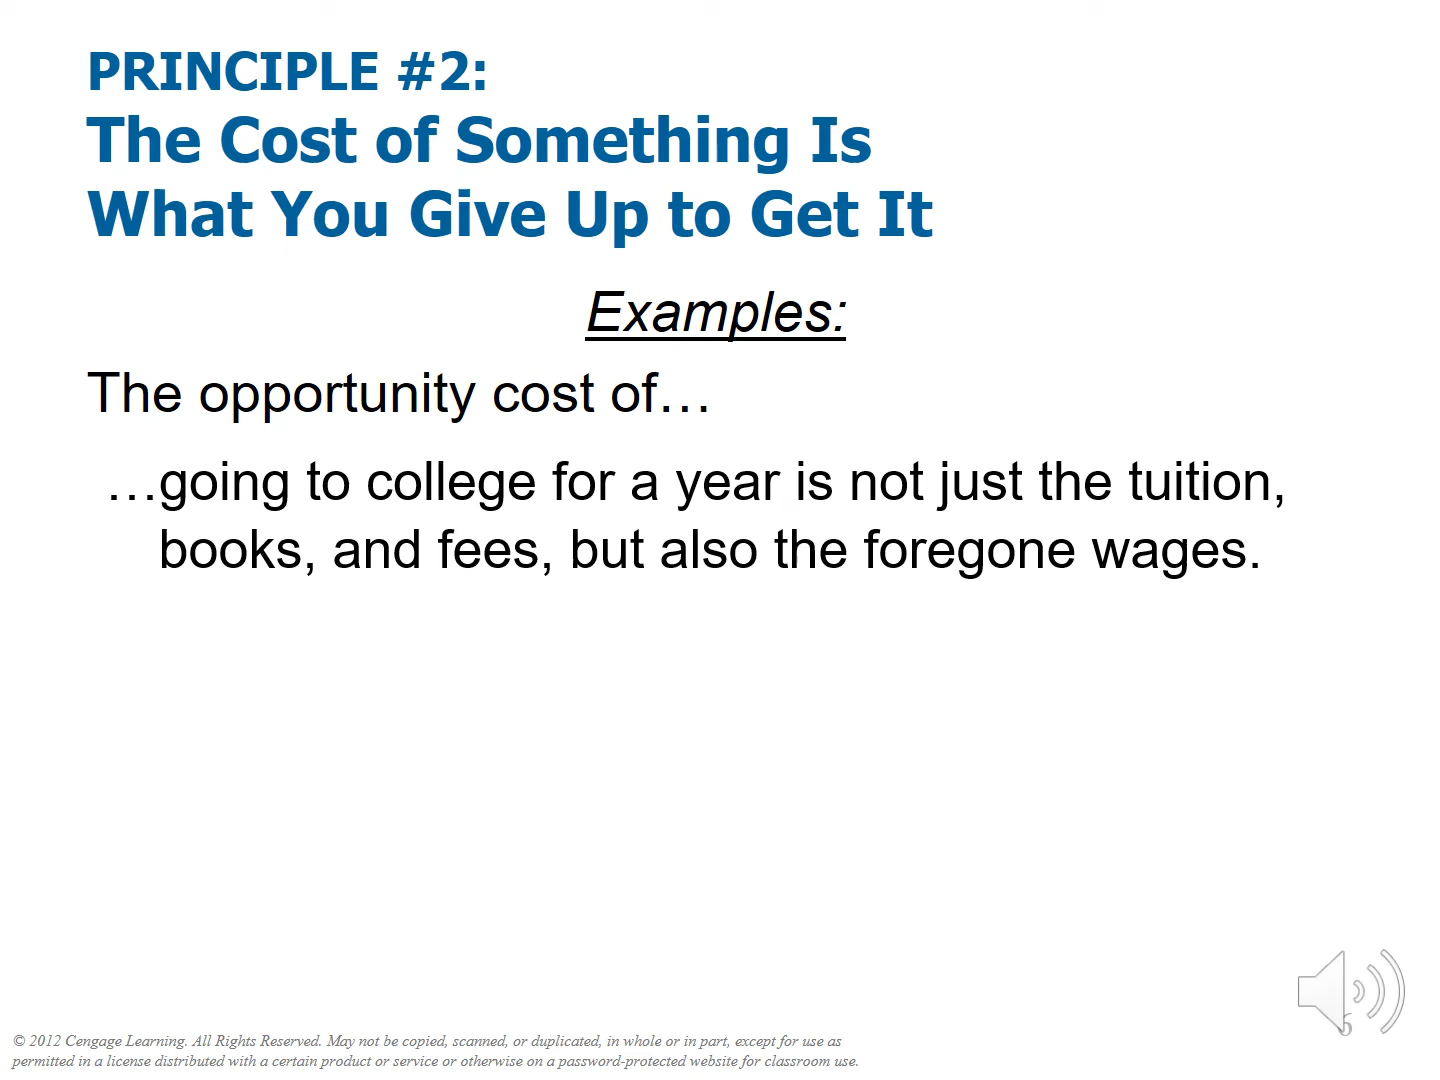 PRINCIPLE #2:
The Cost of Something Is
What You Give Up to Get It
Examples:
The opportunity cost of…
…going to college for a year is not just the tuition,
books, and fees, but also the foregone wages.
© 2012 Cengage Learning. All Rights Reserved. May not be copied, scanned, or duplicated, in whole or in part, except for use as
permitted in a license distributed with a certain product or service or otherwise on a password-protected website for classroom use.